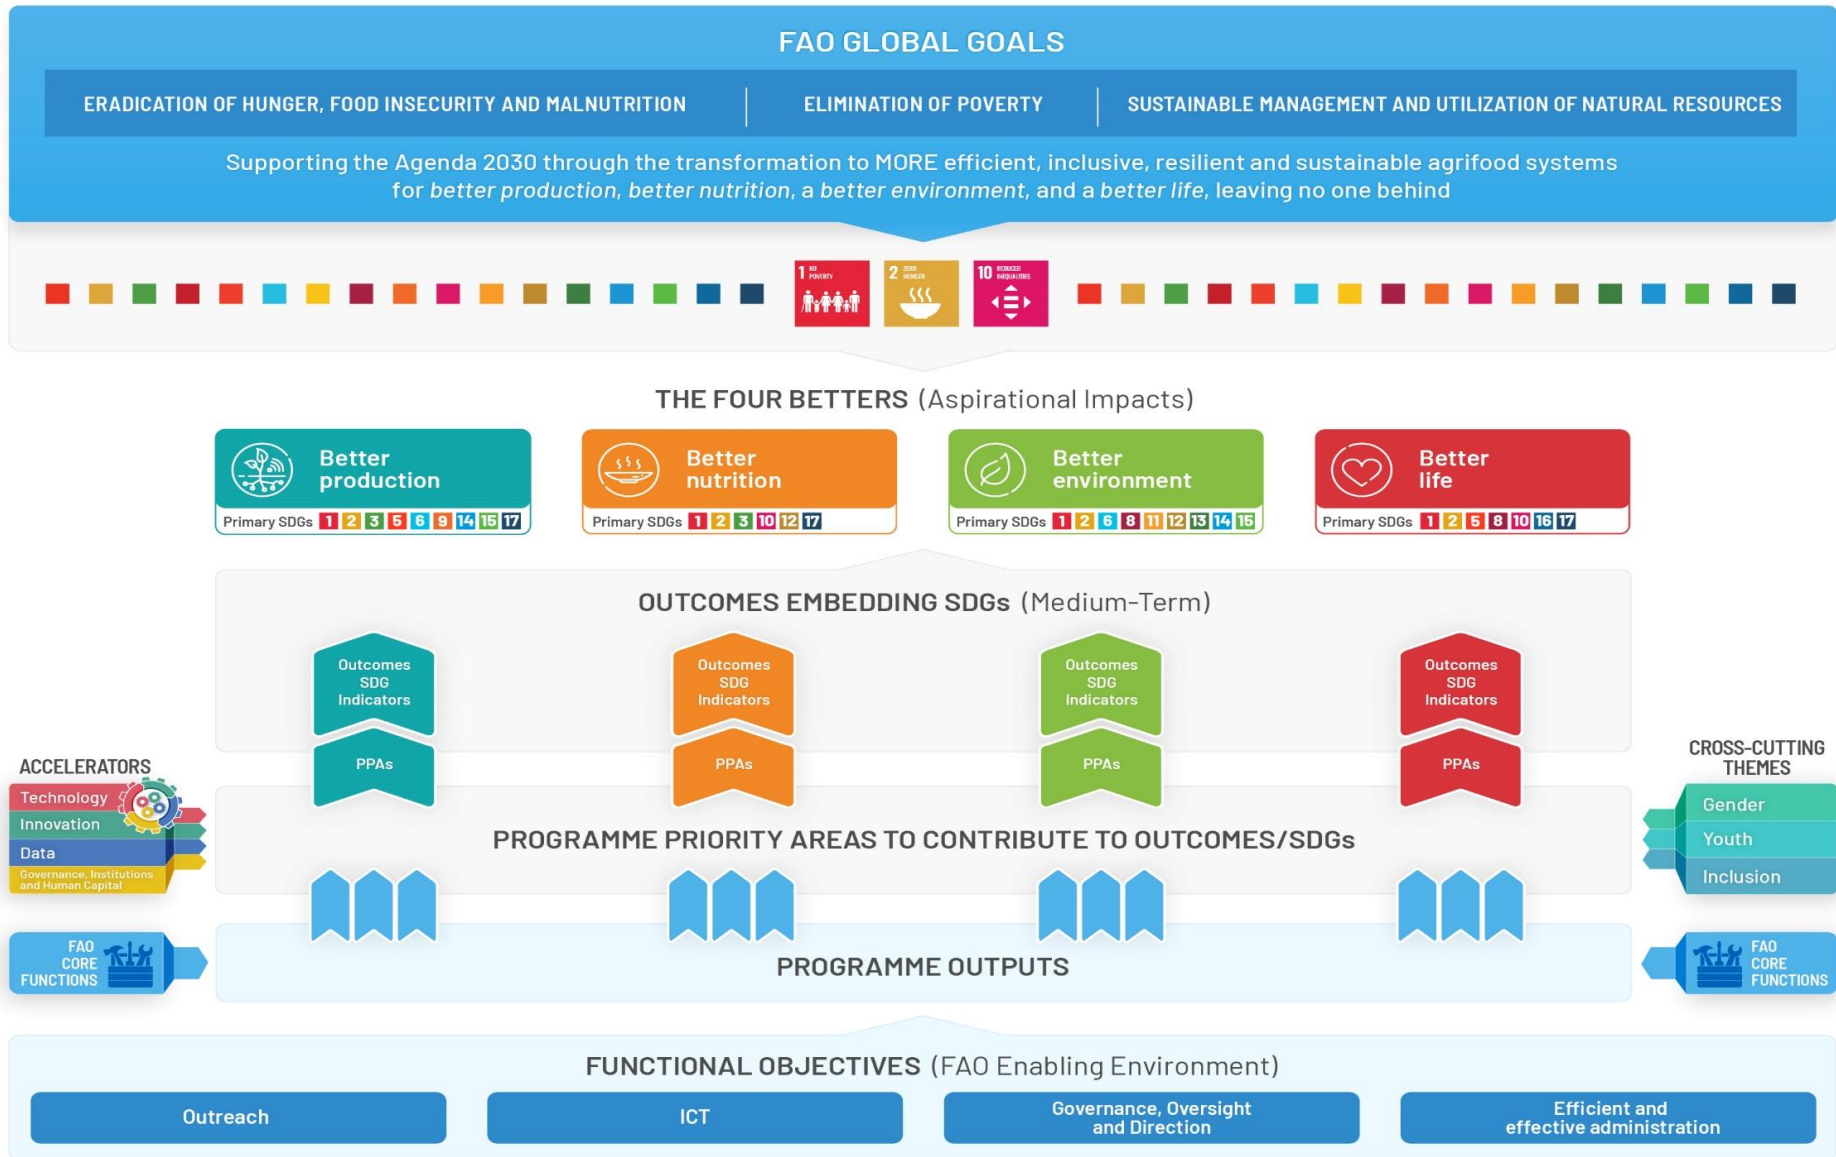 FAO GLOBAL GOALS
ERADICATION OF HUNGER, FOOD INSECURITY AND MALNUTRITION
ELIMINATION OF POVERTY
SUSTAINABLE MANAGEMENT AND UTILIZATION OF NATURAL RESOURCES
Supporting the Agenda 2030 through the transformation to MORE efficient, inclusive, resilient and sustainable agrifood systems
for better production, better nutrition, a better environment, and a better life, leaving no one behind
1 NO
POVERTY
2 ZERO
HUNGER
10 REDUCED
INEQUALITIES
THE FOUR BETTERS (Aspirational Impacts)
Better
production
Primary SDGs 1 2 3 5 6 9 14 15 17
Better
nutrition
Primary SDGs 1 2 3 10 12 17
Better
environment
Primary SDGs 1 2 6 8 11 12 13 14 15
Better
life
Primary SDGs 1 2 5 8 10 16 17
OUTCOMES EMBEDDING SDGs (Medium-Term)
Outcomes
SDG
Indicators
Outcomes
SDG
Indicators
Outcomes
SDG
Indicators
Outcomes
SDG
Indicators
PPAs
PPAs
PPAs
PPAs
ACCELERATORS
Technology
Innovation
Data
Governance, Institutions
and Human Capital
CROSS-CUTTING
THEMES
Gender
Youth
Inclusion
PROGRAMME PRIORITY AREAS TO CONTRIBUTE TO OUTCOMES/SDGs
FAO
CORE
FUNCTIONS
PROGRAMME OUTPUTS
FAO
CORE
FUNCTIONS
FUNCTIONAL OBJECTIVES (FAO Enabling Environment)
Outreach
ICT
Governance, Oversight
and Direction
Efficient and
effective administration